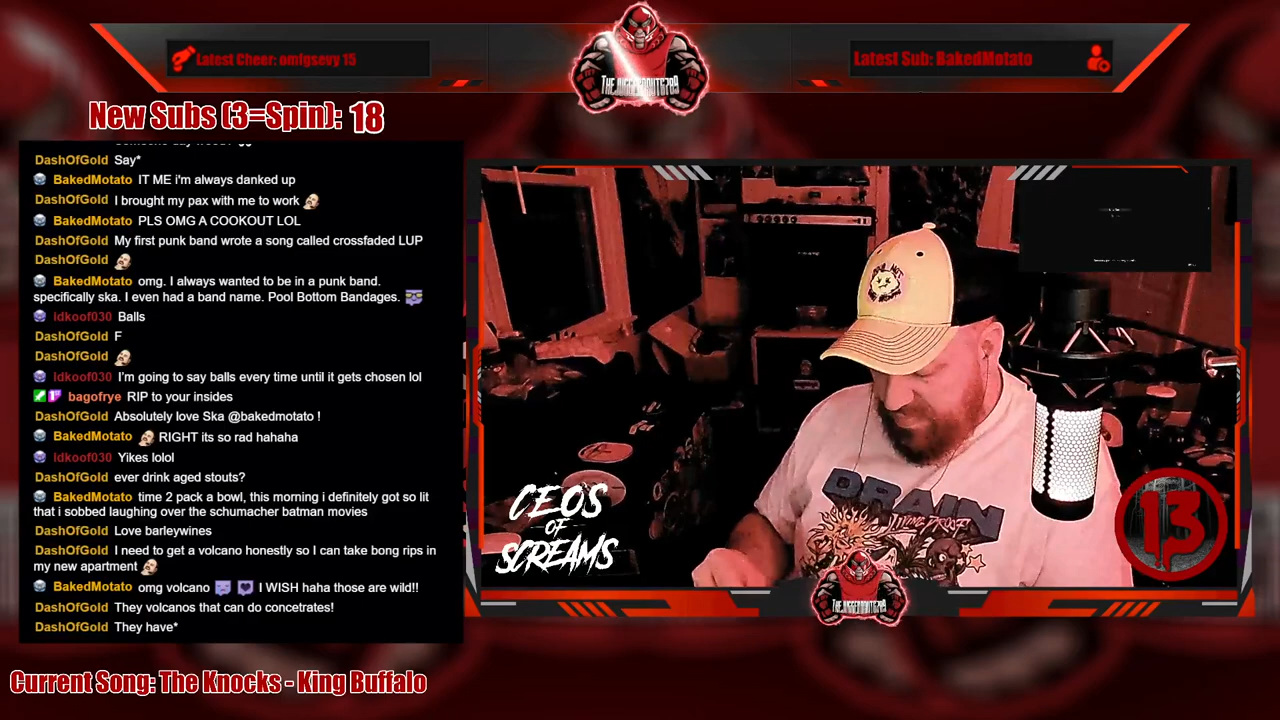 Latest Cheer: omfgsevy 15
THEJUGGERNAUT6789
Latest Sub: BakedMotato
New Subs (3=Spin): 18
DashOfGold Say*
BakedMotato IT ME i'm always danked up
DashOfGold I brought my pax with me to work
BakedMotato PLS OMG A COOKOUT LOL
DashOfGold My first punk band wrote a song called crossfaded LUP
DashOfGold
BakedMotato omg. I always wanted to be in a punk band.
specifically ska. I even had a band name. Pool Bottom Bandages.
Idkoof030 Balls
DashOfGold F
DashOfGold
Idkoof030 I'm going to say balls every time until it gets chosen lol
bagofrye RIP to your insides
DashOfGold Absolutely love Ska @bakedmotato !
BakedMotato RIGHT its so rad hahaha
Idkoof030 Yikes lolol
DashOfGold ever drink aged stouts?
BakedMotato time 2 pack a bowl, this morning i definitely got so lit
that i sobbed laughing over the schumacher batman movies
DashOfGold Love barleywines
DashOfGold I need to get a volcano honestly so I can take bong rips in
my new apartment
BakedMotato omg volcano I WISH haha those are wild!!
DashOfGold They volcanos that can do concetrates!
DashOfGold They have*
CEOS
OF
SCREAMS
DRAIN
LIVING PROOF
13
THEJUGGERNAUT6789
Current Song: The Knocks - King Buffalo